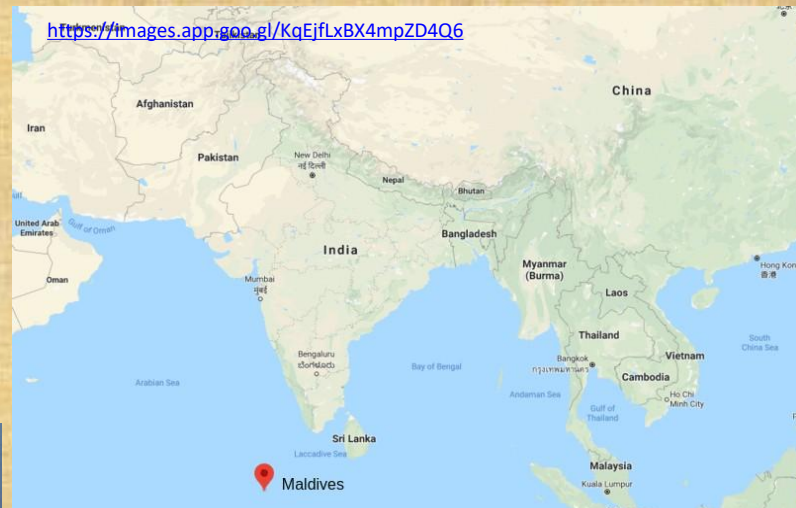 https://images.app.goo.gl/KqEjfLxBX4mpZD4Q6
China
Afghanistan
Iran
Pakistan
New Delhi
नई दिल्ली
Nepal
Bhutan
United Arab
Emirates
Gulf of Oman
Bangladesh
India
Myanmar
(Burma)
Hong Kon
香港
Oman
Mumbai
मुंबई
Laos
Thailand
South
China Sea
Bengaluru
ಬೆಂಗಳೂರು
Bay of Bengal
Bangkok
กรุงเทพมหานคร
Vietnam
Arabian Sea
Cambodia
Andaman Sea
Ho Chi
Minh City
Gulf of
Thailand
Sri Lanka
Laccadive Sea
Malaysia
Maldives
Kuala Lumpur